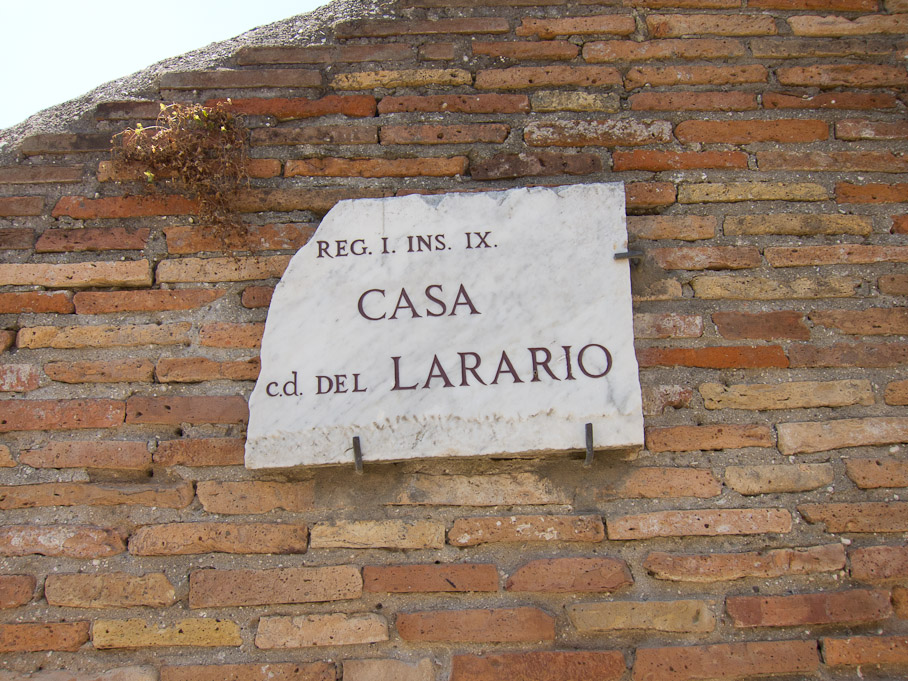 REG. I. INS. IX.
CASA
c.d. DEL LARARIO